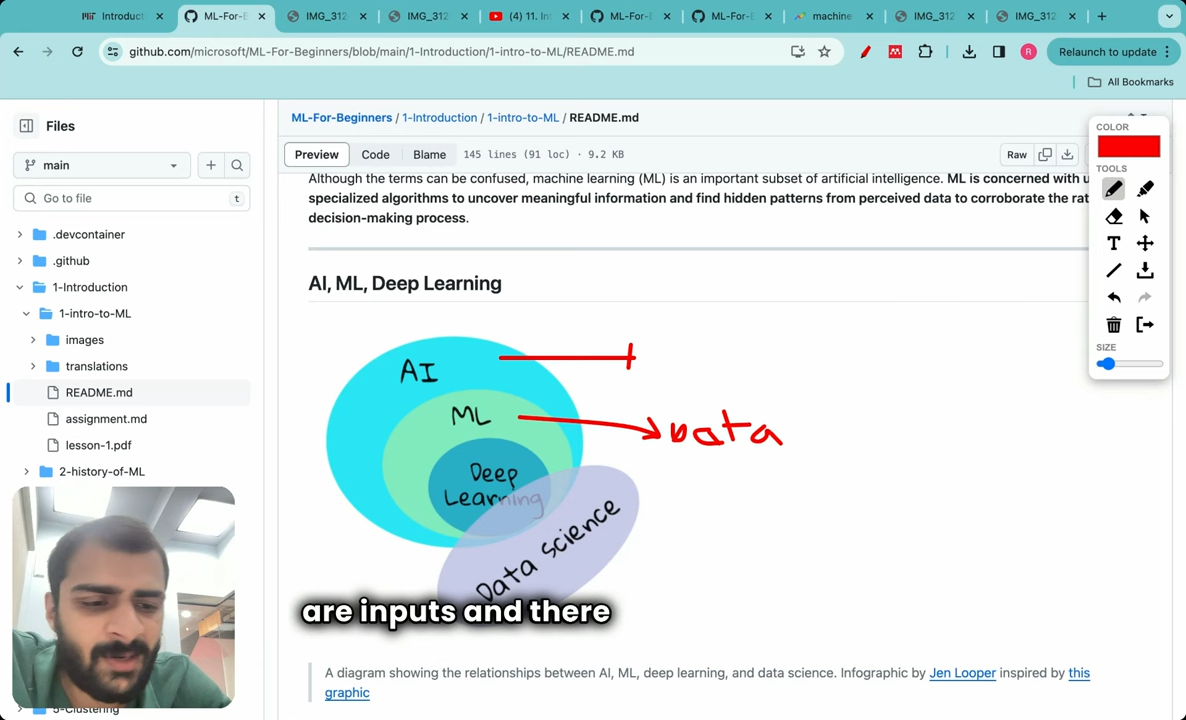 Introduct
ML-For-E
IMG_312
IMG_312
(4) 11. Int
ML-For-E
ML-For-
machine
IMG_312
IMG_312
github.com/microsoft/ML-For-Beginners/blob/main/1-Introduction/1-intro-to-ML/README.md
R
Relaunch to update
All Bookmarks
Files
main
Go to file
t
.devcontainer
.github
1-Introduction
1-intro-to-ML
images
translations
README.md
assignment.md
lesson-1.pdf
2-history-of-ML
5-Clustering
ML-For-Beginners / 1-Introduction / 1-intro-to-ML / README.md
Preview
Code
Blame
145 lines (91 loc) · 9.2 KB
Raw
Although the terms can be confused, machine learning (ML) is an important subset of artificial intelligence. ML is concerned with u
specialized algorithms to uncover meaningful information and find hidden patterns from perceived data to corroborate the rat
decision-making process.
AI, ML, Deep Learning
AI
ML
Deep
Learning
Data science
Data
are inputs and there
A diagram showing the relationships between AI, ML, deep learning, and data science. Infographic by Jen Looper inspired by this
graphic
COLOR
TOOLS
T
SIZE